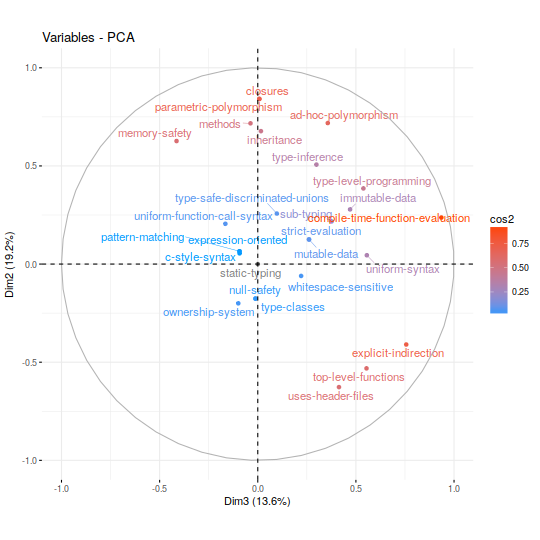 Variables - PCA
1.0
closures
parametric-polymorphism
ad-hoc-polymorphism
methods
memory-safety
inheritance
type-inference
0.5
type-level-programming
type-safe-discriminated-unions
immutable-data
uniform-function-call-syntax
sub-typing
compile-time-function-evaluation
cos2
strict-evaluation
pattern-matching
expression-oriented
0.75
c-style-syntax
mutable-data
0.50
Dim2 (19.2%)
0.0
static-typing
uniform-syntax
0.25
null-safety
whitespace-sensitive
ownership-system
type-classes
explicit-indirection
-0.5
top-level-functions
uses-header-files
-1.0
-1.0
-0.5
0.0
0.5
1.0
Dim3 (13.6%)